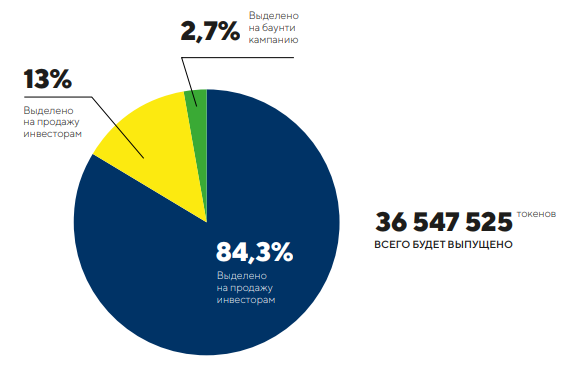 2,7%
Выделено
на баунти
кампанию
13%
Выделено
на продажу
инвесторам
84,3%
Выделено
на продажу
инвесторам
36 547 525 токенов
ВСЕГО БУДЕТ ВЫПУЩЕНО